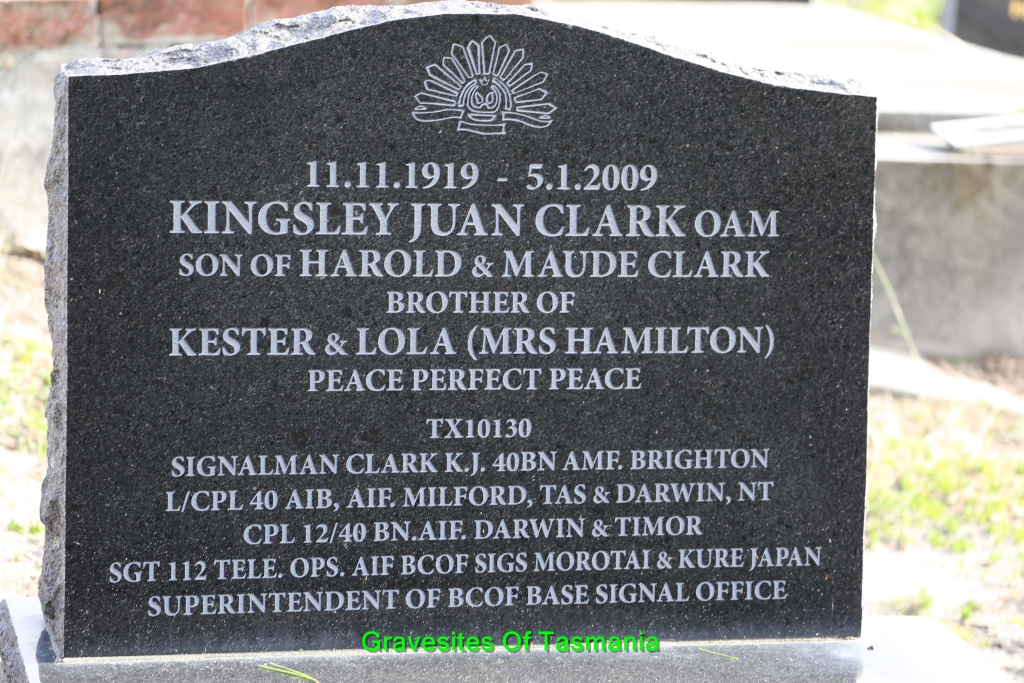 11.11.1919 - 5.1.2009
KINGSLEY JUAN CLARK OAM
SON OF HAROLD & MAUDE CLARK
BROTHER OF
KESTER & LOLA (MRS HAMILTON)
PEACE PERFECT PEACE
TX10130
SIGNALMAN CLARK K.J. 40BN AMF. BRIGHTON
L/CPL 40 AIB, AIF. MILFORD, TAS & DARWIN, NT
CPL 12/40 BN.AIF. DARWIN & TIMOR
SGT 112 TELE. OPS. AIF BCOF SIGS MOROTAI & KURE JAPAN
SUPERINTENDENT OF BCOF BASE SIGNAL OFFICE
Gravesites Of Tasmania